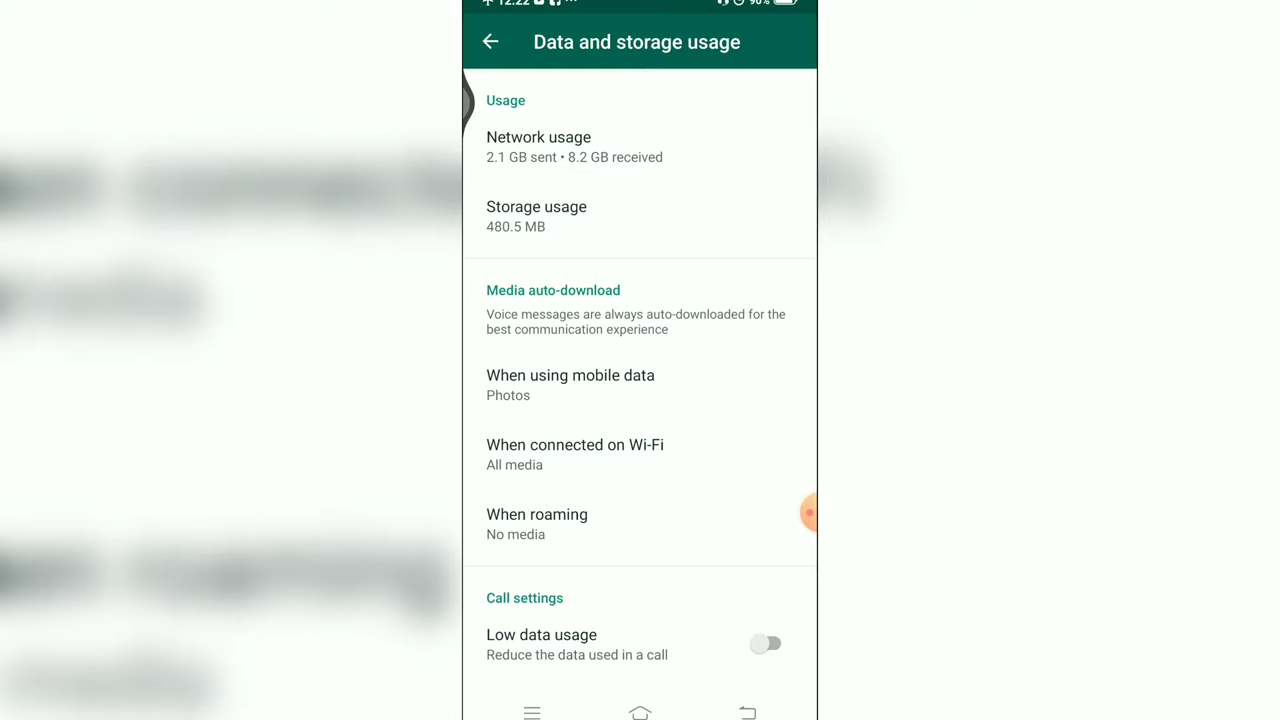 12:22 ... 90%
Data and storage usage
Usage
Network usage
2.1 GB sent • 8.2 GB received
Storage usage
480.5 MB
Media auto-download
Voice messages are always auto-downloaded for the
best communication experience
When using mobile data
Photos
When connected on Wi-Fi
All media
When roaming
No media
Call settings
Low data usage
Reduce the data used in a call